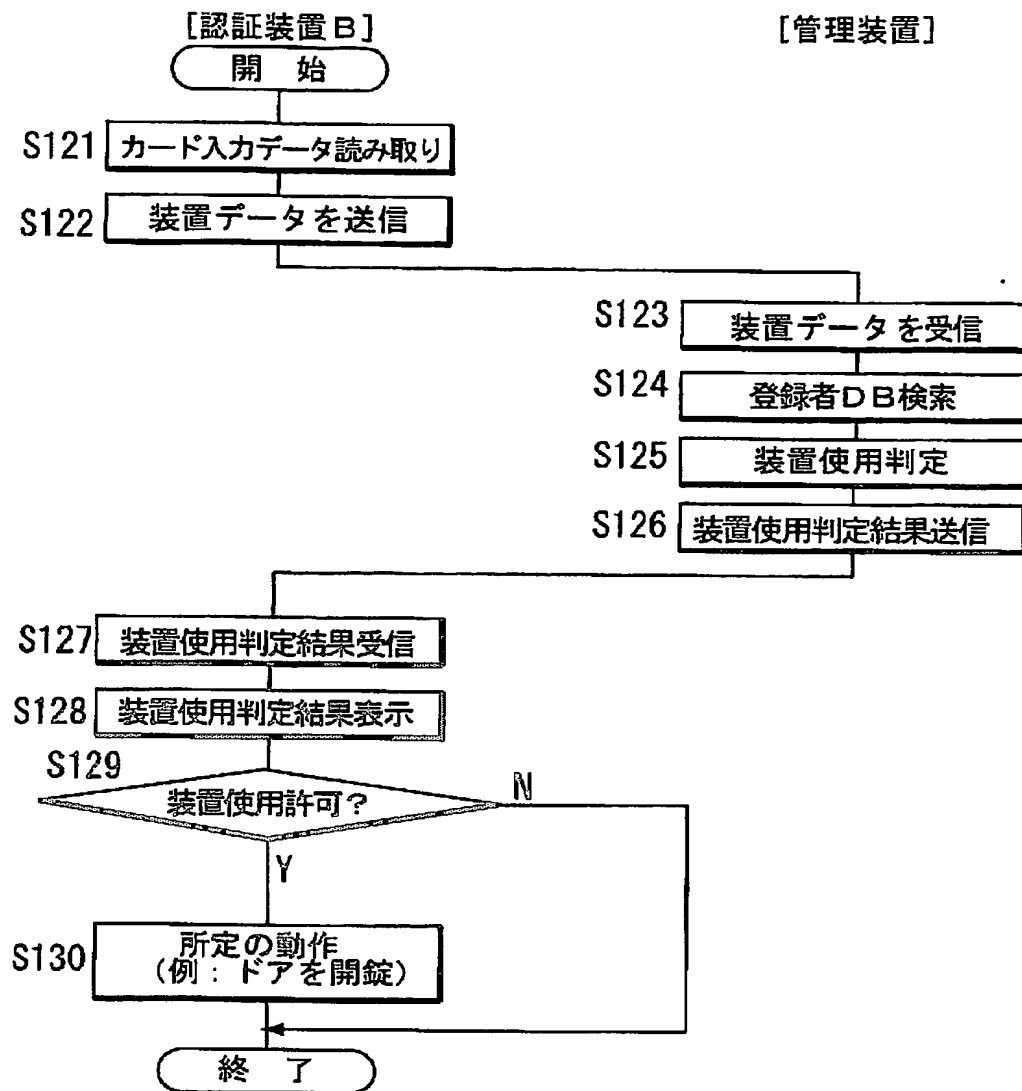 [認証装置B]
[管理装置]
開 始
S121 カード入力データ読み取り
S122 装置データを送信
S123 装置データを受信
S124 登録者DB検索
S125 装置使用判定
S126 装置使用判定結果送信
S127 装置使用判定結果受信
S128 装置使用判定結果表示
S129
装置使用許可?
N
Y
S130 所定の動作
(例:ドアを開錠)
終 了